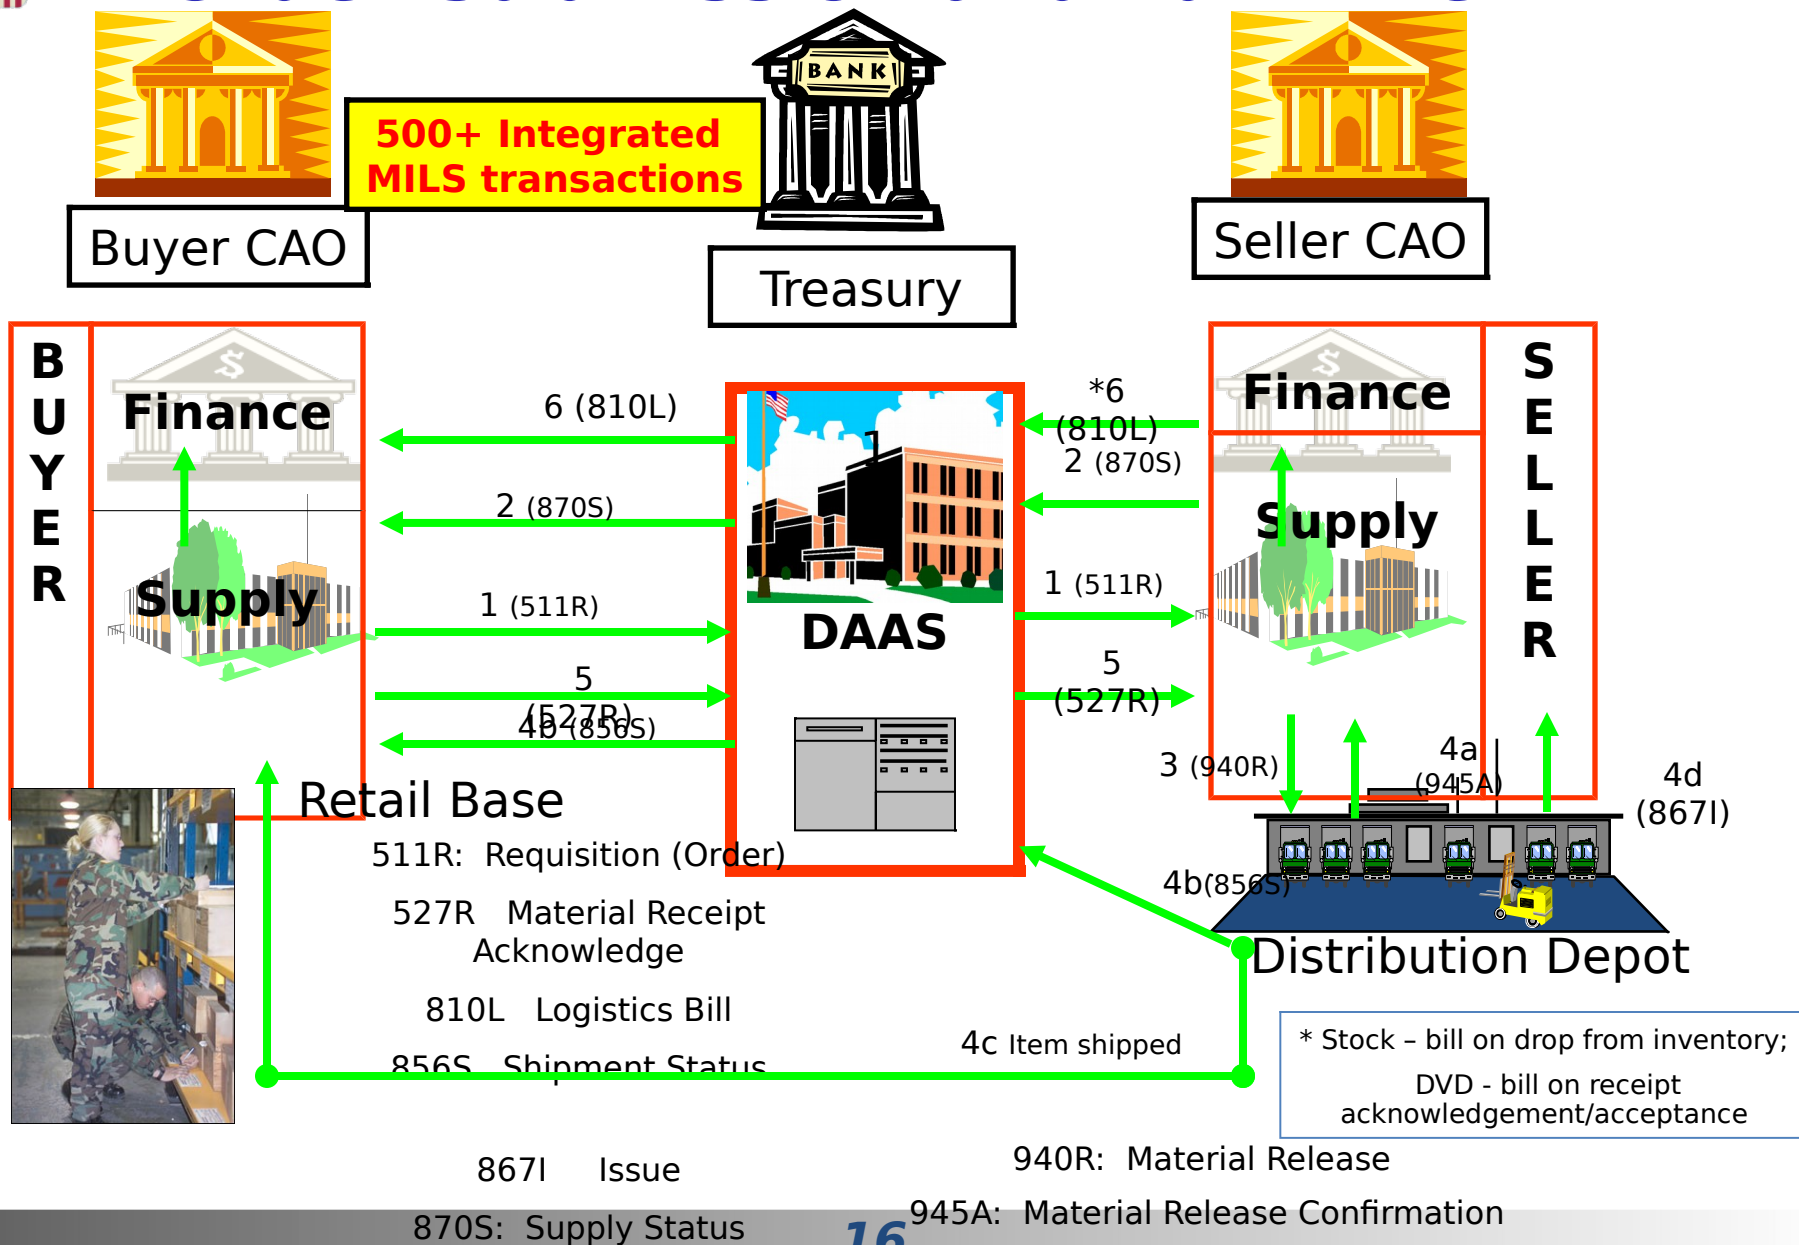 BANK
500+ Integrated
MILS transactions
Buyer CAO
Treasury
Seller CAO
BUYER
$
Finance
Supply
6 (810L)
2 (870S)
1 (511R)
5
(527R)
4b (856S)
1
DAAS
*6
(810L)
2 (870S)
1 (511R)
5
(527R)
$
Finance
Supply
SELLER
3 (940R)
4a
(945A)
4d
(867I)
Retail Base
511R: Requisition (Order)
527R Material Receipt
Acknowledge
810L Logistics Bill
856S Shipment Status
867I Issue
870S: Supply Status
4b(856S)
Distribution Depot
4c Item shipped
* Stock – bill on drop from inventory;
DVD - bill on receipt
acknowledgement/acceptance
940R: Material Release
945A: Material Release Confirmation
16